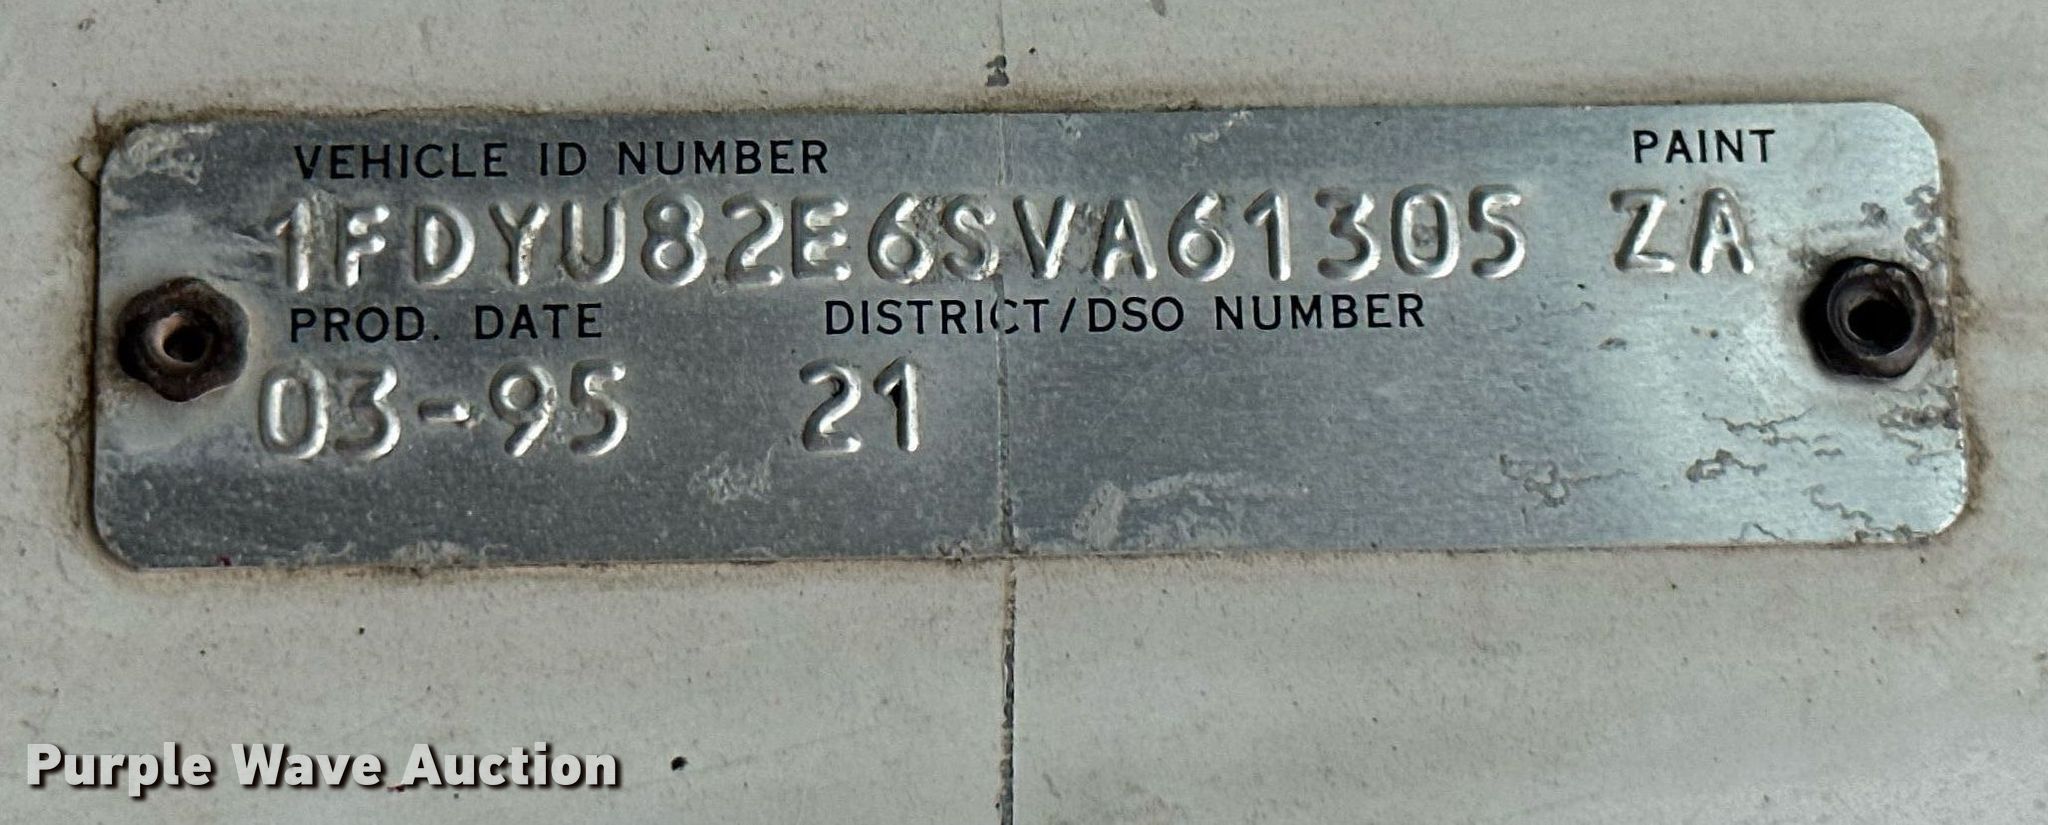 VEHICLE ID NUMBER PAINT
1FDYU82E6SVA61305 ZA
PROD. DATE DISTRICT/DSO NUMBER
03-95 21
Purple Wave Auction